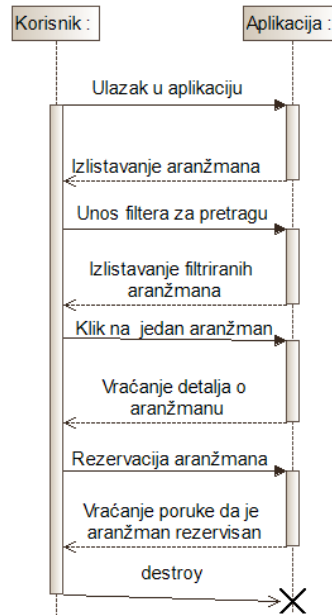 Korisnik :
Aplikacija :
Ulazak u aplikaciju
Izlistavanje aranžmana
Unos filtera za pretragu
Izlistavanje filtriranih
aranžmana
Klik na jedan aranžman
Vraćanje detalja o
aranžmanu
Rezervacija aranžmana
Vraćanje poruke da je
aranžman rezervisan
destroy